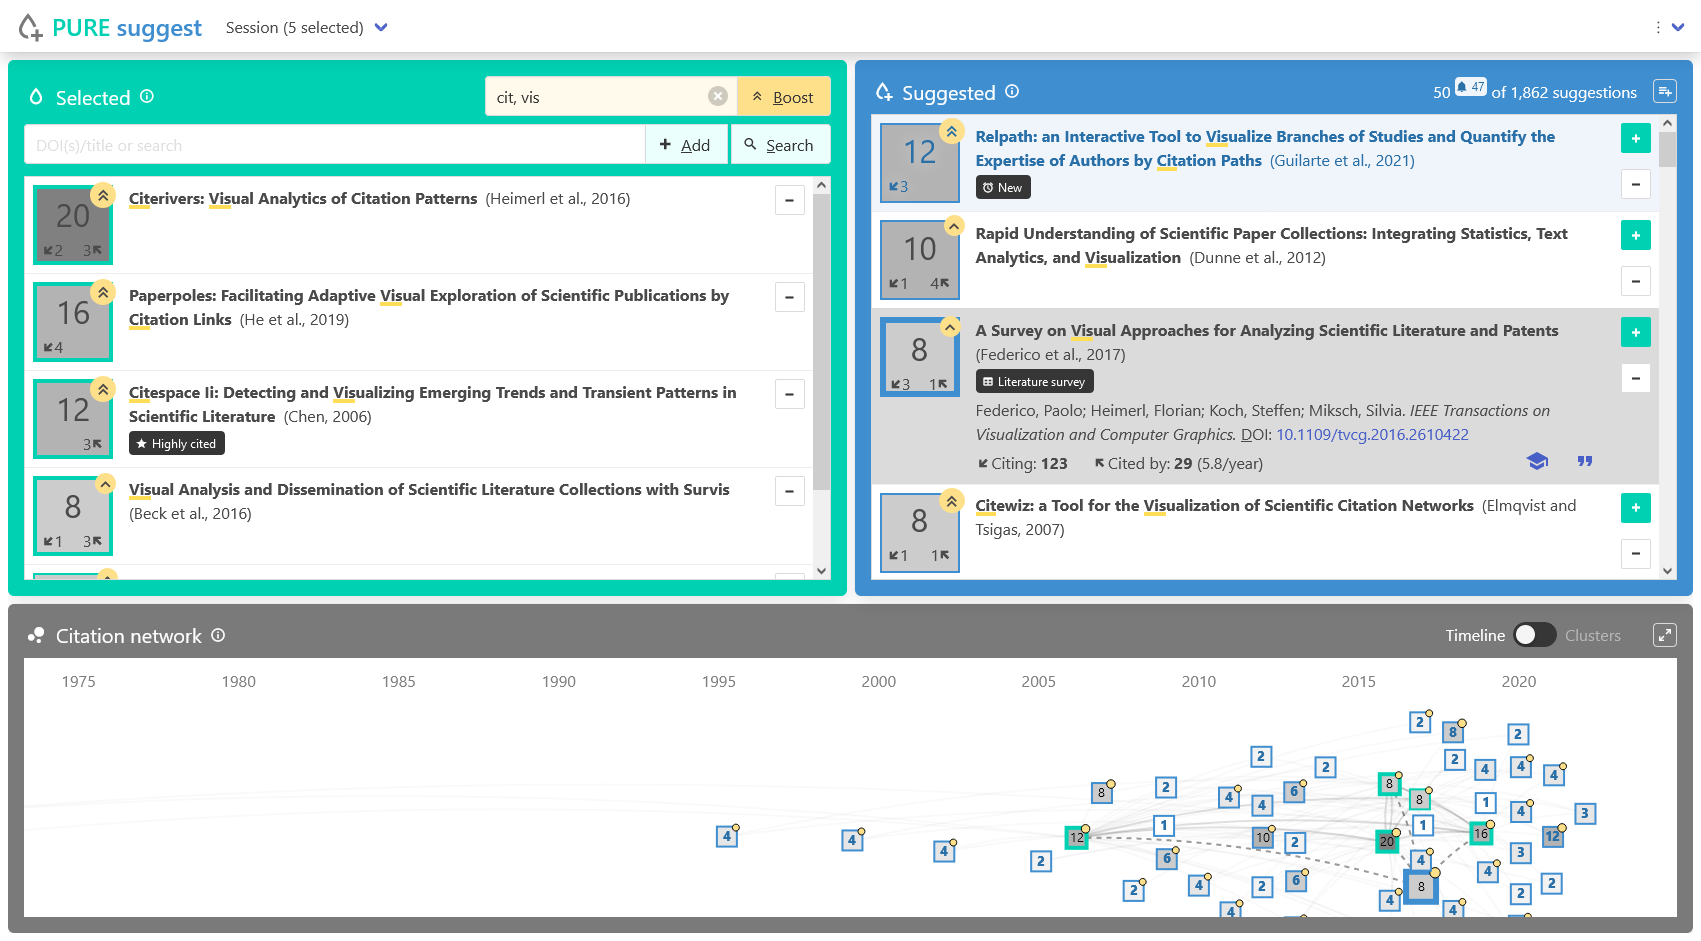 PURE suggest
Session (5 selected)
Selected
cit, vis
Boost
DOI(s)/title or search
Add
Search
20
2 3
Citerivers: Visual Analytics of Citation Patterns (Heimerl et al., 2016)
16
4
Paperpoles: Facilitating Adaptive Visual Exploration of Scientific Publications by
Citation Links (He et al., 2019)
12
3
Citespace Ii: Detecting and Visualizing Emerging Trends and Transient Patterns in
Scientific Literature (Chen, 2006)
Highly cited
8
1 3
Visual Analysis and Dissemination of Scientific Literature Collections with Survis
(Beck et al., 2016)
Suggested
50 47 of 1,862 suggestions
12
3
Relpath: an Interactive Tool to Visualize Branches of Studies and Quantify the
Expertise of Authors by Citation Paths (Guilarte et al., 2021)
New
10
1 4
Rapid Understanding of Scientific Paper Collections: Integrating Statistics, Text
Analytics, and Visualization (Dunne et al., 2012)
8
3 1
A Survey on Visual Approaches for Analyzing Scientific Literature and Patents
(Federico et al., 2017)
Literature survey
Federico, Paolo; Heimerl, Florian; Koch, Steffen; Miksch, Silvia. IEEE Transactions on
Visualization and Computer Graphics. DOI: 10.1109/tvcg.2016.2610422
Citing: 123 Cited by: 29 (5.8/year)
8
1 1
Citewiz: a Tool for the Visualization of Scientific Citation Networks (Elmqvist and
Tsigas, 2007)
Citation network
Timeline Clusters
1975 1980 1985 1990 1995 2000 2005 2010 2015 2020
2
8 2
2 2 4 4 4
2
8 2 4 4 6 8 8 1 4 3
4 4 12 1 10 2 20 1 16 12
4 2 6 4 3
2 4 2 6 8 4 2 2
4 4 4